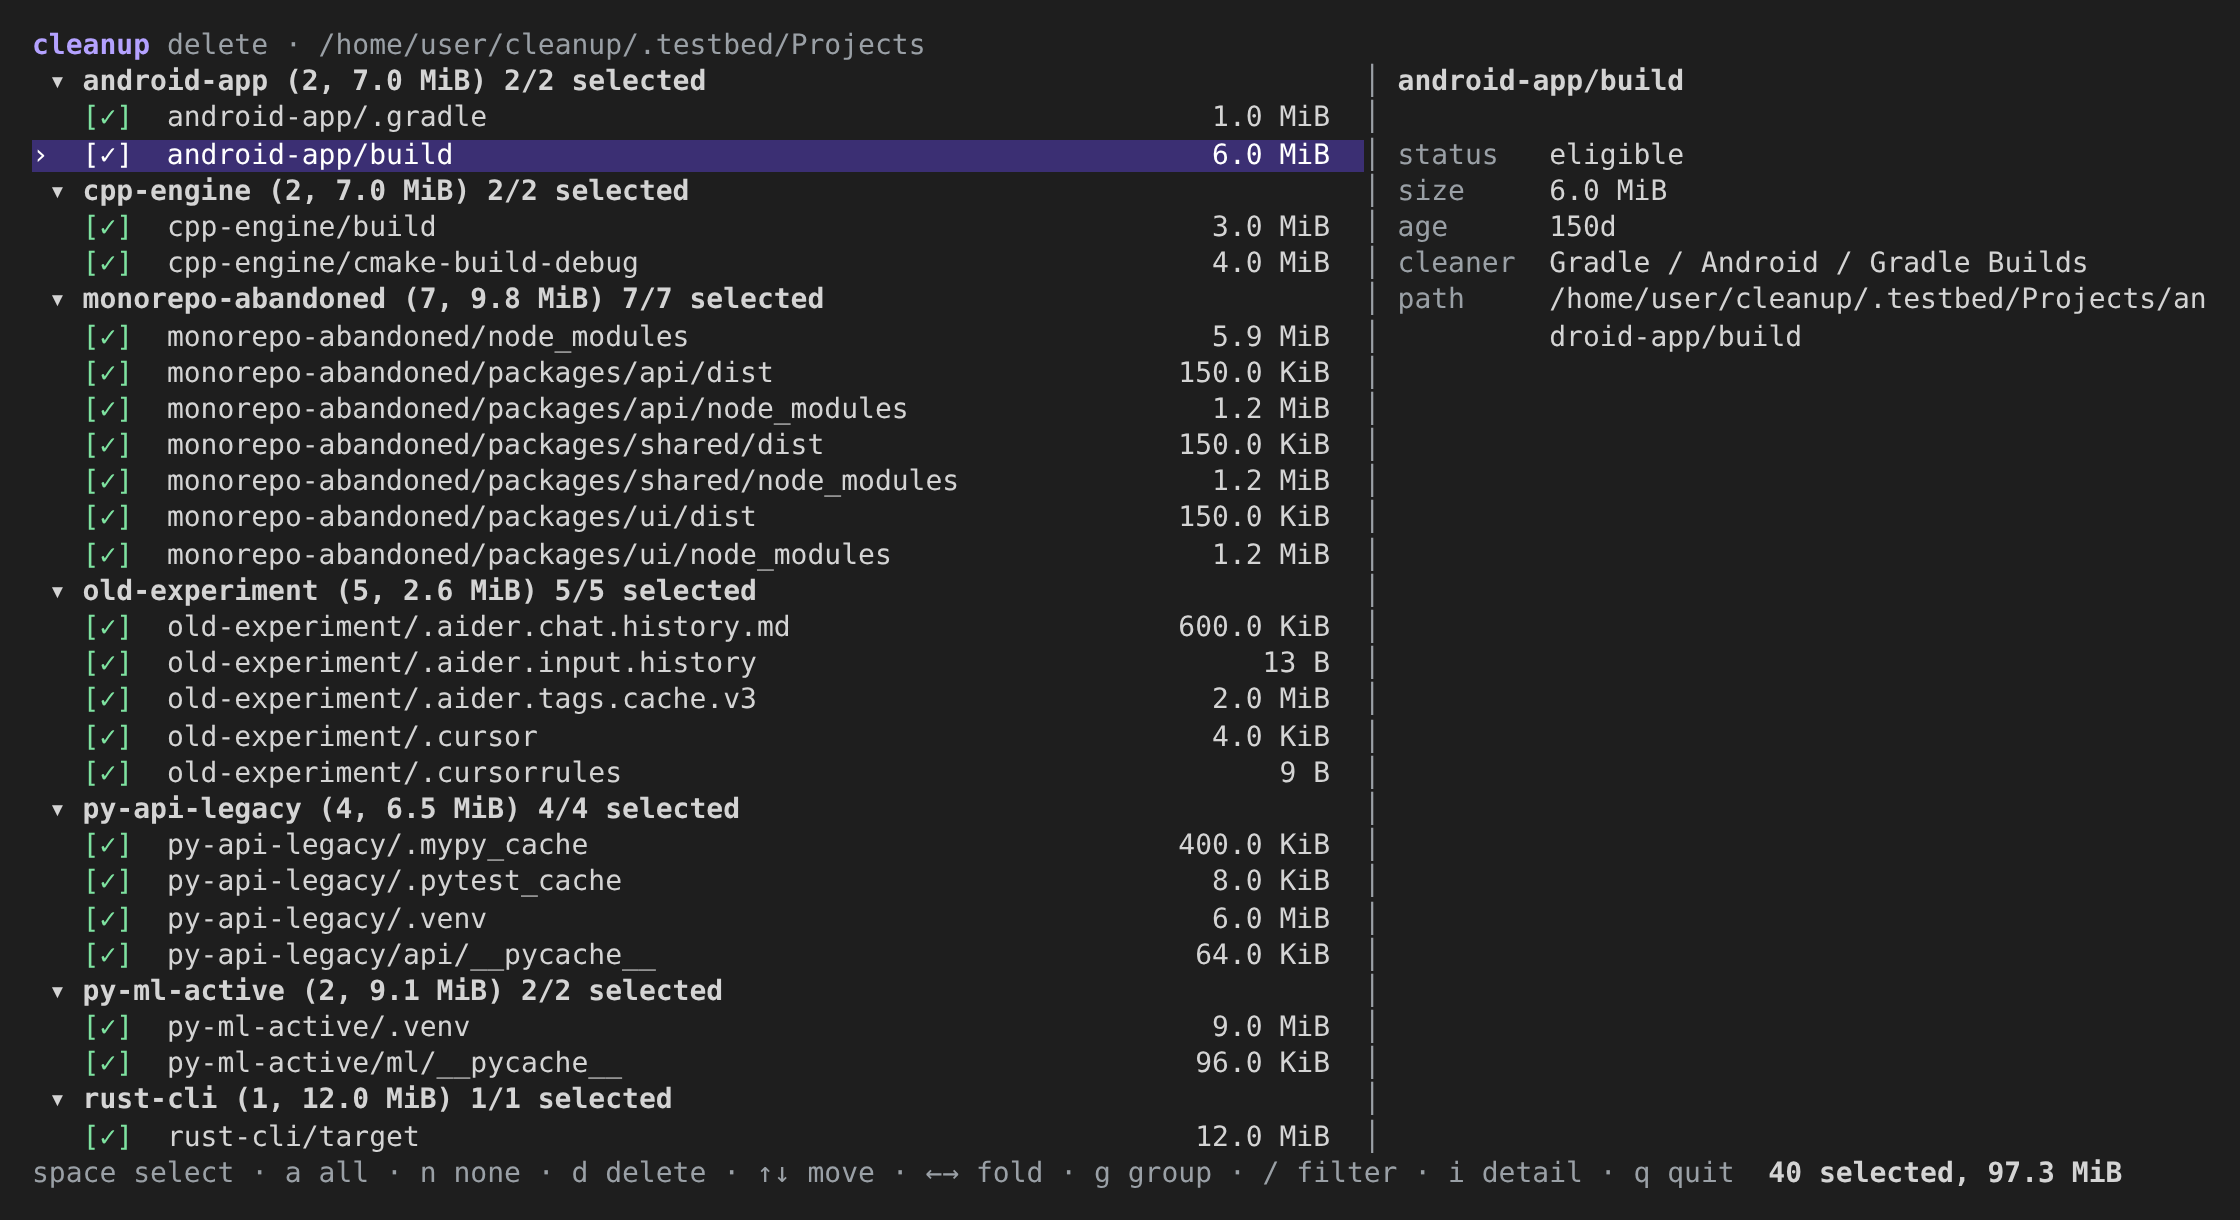 cleanup delete · /home/user/cleanup/.testbed/Projects
▾ android-app (2, 7.0 MiB) 2/2 selected
[✓] android-app/.gradle 1.0 MiB
› [✓] android-app/build 6.0 MiB
▾ cpp-engine (2, 7.0 MiB) 2/2 selected
[✓] cpp-engine/build 3.0 MiB
[✓] cpp-engine/cmake-build-debug 4.0 MiB
▾ monorepo-abandoned (7, 9.8 MiB) 7/7 selected
[✓] monorepo-abandoned/node_modules 5.9 MiB
[✓] monorepo-abandoned/packages/api/dist 150.0 KiB
[✓] monorepo-abandoned/packages/api/node_modules 1.2 MiB
[✓] monorepo-abandoned/packages/shared/dist 150.0 KiB
[✓] monorepo-abandoned/packages/shared/node_modules 1.2 MiB
[✓] monorepo-abandoned/packages/ui/dist 150.0 KiB
[✓] monorepo-abandoned/packages/ui/node_modules 1.2 MiB
▾ old-experiment (5, 2.6 MiB) 5/5 selected
[✓] old-experiment/.aider.chat.history.md 600.0 KiB
[✓] old-experiment/.aider.input.history 13 B
[✓] old-experiment/.aider.tags.cache.v3 2.0 MiB
[✓] old-experiment/.cursor 4.0 KiB
[✓] old-experiment/.cursorrules 9 B
▾ py-api-legacy (4, 6.5 MiB) 4/4 selected
[✓] py-api-legacy/.mypy_cache 400.0 KiB
[✓] py-api-legacy/.pytest_cache 8.0 KiB
[✓] py-api-legacy/.venv 6.0 MiB
[✓] py-api-legacy/api/__pycache__ 64.0 KiB
▾ py-ml-active (2, 9.1 MiB) 2/2 selected
[✓] py-ml-active/.venv 9.0 MiB
[✓] py-ml-active/ml/__pycache__ 96.0 KiB
▾ rust-cli (1, 12.0 MiB) 1/1 selected
[✓] rust-cli/target 12.0 MiB
android-app/build
status eligible
size 6.0 MiB
age 150d
cleaner Gradle / Android / Gradle Builds
path /home/user/cleanup/.testbed/Projects/an
droid-app/build
space select · a all · n none · d delete · ↑↓ move · ←→ fold · g group · / filter · i detail · q quit 40 selected, 97.3 MiB